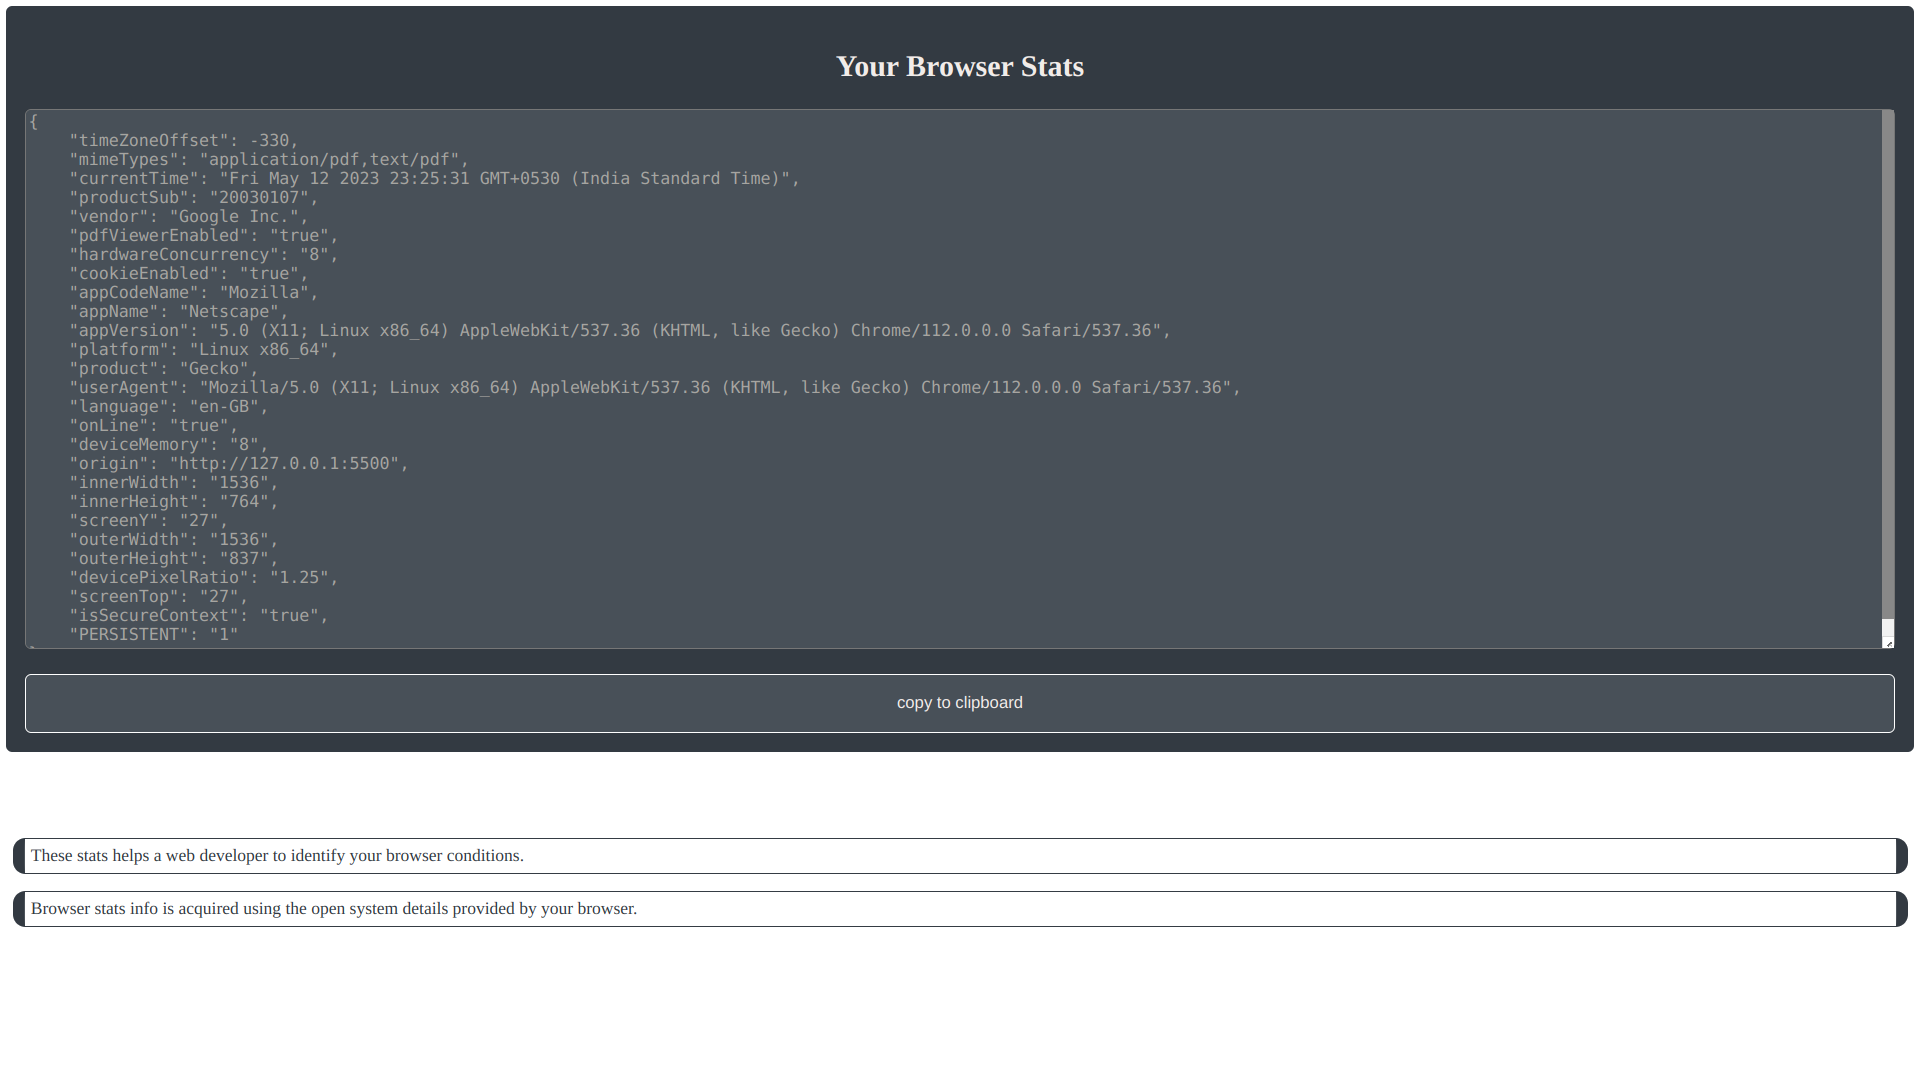 Your Browser Stats
{
    "timeZoneOffset": -330,
    "mimeTypes": "application/pdf,text/pdf",
    "currentTime": "Fri May 12 2023 23:25:31 GMT+0530 (India Standard Time)",
    "productSub": "20030107",
    "vendor": "Google Inc.",
    "pdfViewerEnabled": "true",
    "hardwareConcurrency": "8",
    "cookieEnabled": "true",
    "appCodeName": "Mozilla",
    "appName": "Netscape",
    "appVersion": "5.0 (X11; Linux x86_64) AppleWebKit/537.36 (KHTML, like Gecko) Chrome/112.0.0.0 Safari/537.36",
    "platform": "Linux x86_64",
    "product": "Gecko",
    "userAgent": "Mozilla/5.0 (X11; Linux x86_64) AppleWebKit/537.36 (KHTML, like Gecko) Chrome/112.0.0.0 Safari/537.36",
    "language": "en-GB",
    "onLine": "true",
    "deviceMemory": "8",
    "origin": "http://127.0.0.1:5500",
    "innerWidth": "1536",
    "innerHeight": "764",
    "screenY": "27",
    "outerWidth": "1536",
    "outerHeight": "837",
    "devicePixelRatio": "1.25",
    "screenTop": "27",
    "isSecureContext": "true",
    "PERSISTENT": "1"
copy to clipboard
These stats helps a web developer to identify your browser conditions.
Browser stats info is acquired using the open system details provided by your browser.